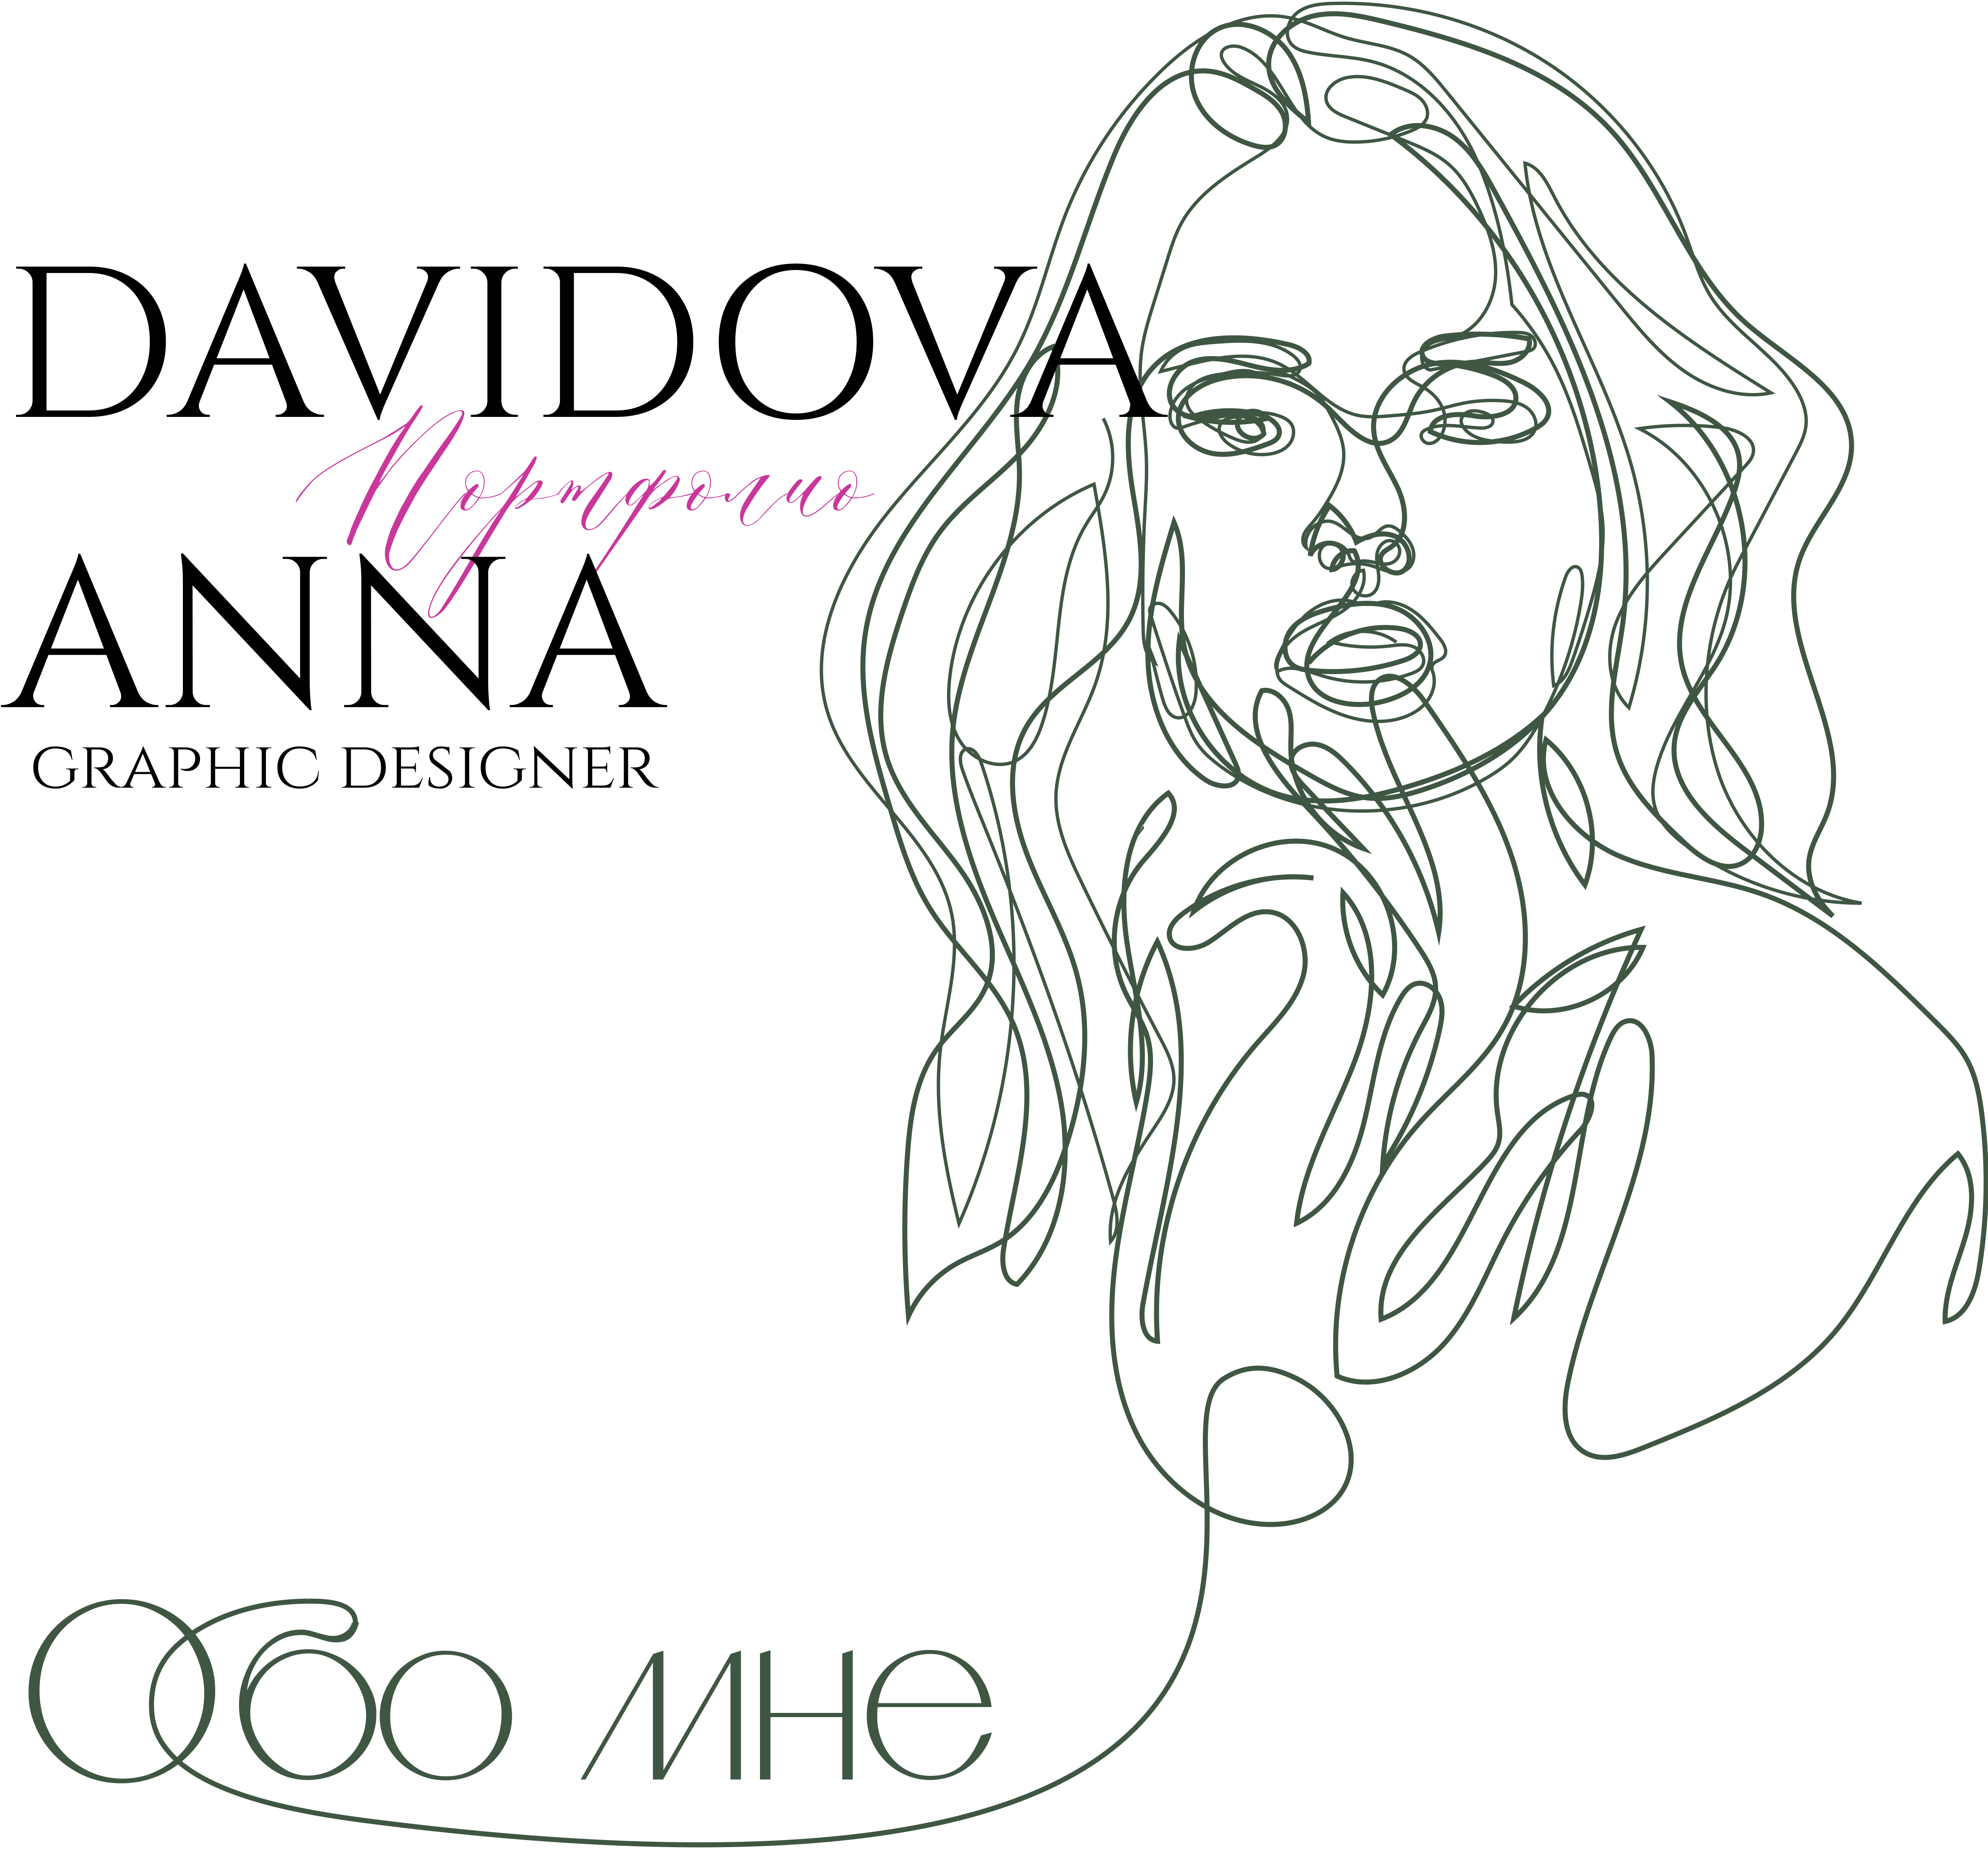 DAVIDOVA
Портфолио
ANNA
GRAPHIC DESIGNER
Обо мне